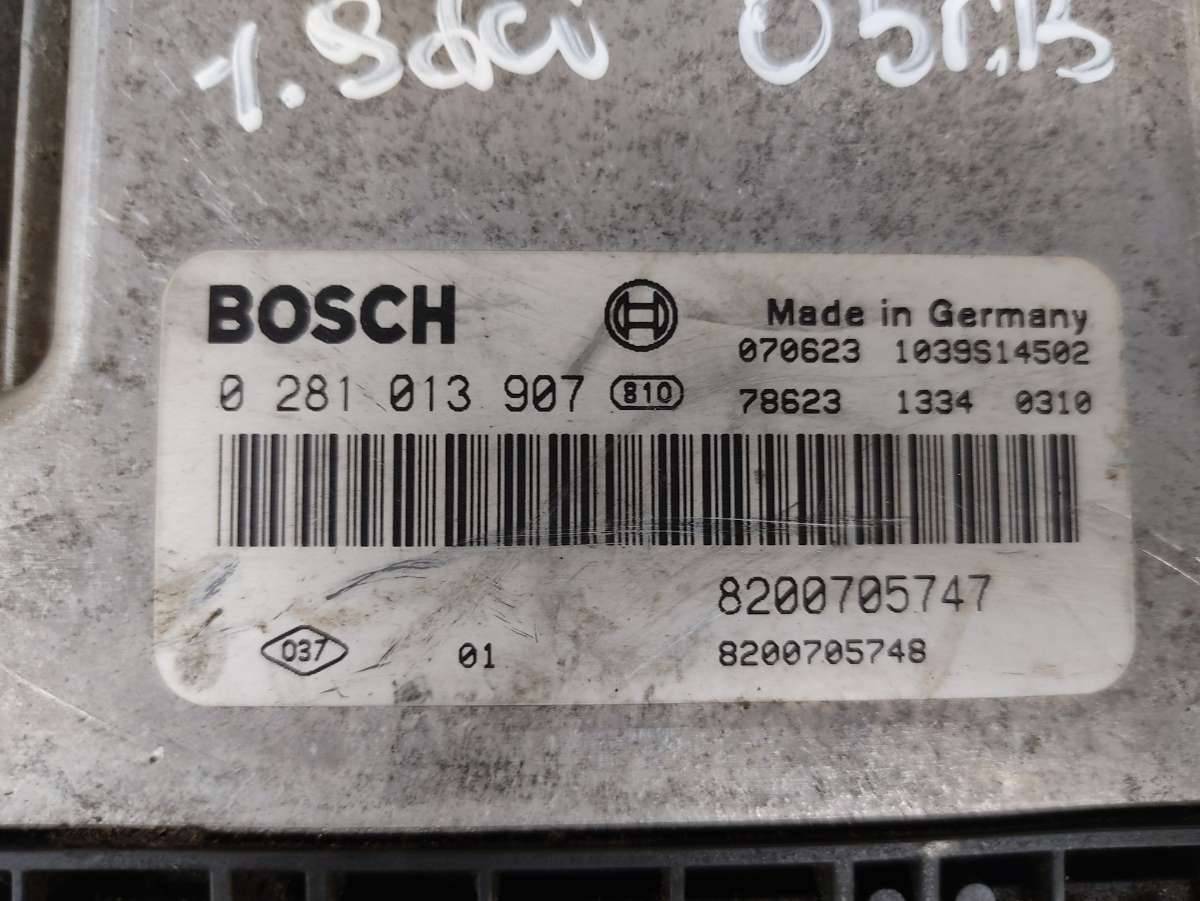 1.9dci
BOSCH
Made in Germany
070623 1039S14502
0 281 013 907 810
78623 1334 0310
8200705747
037 01 8200705748